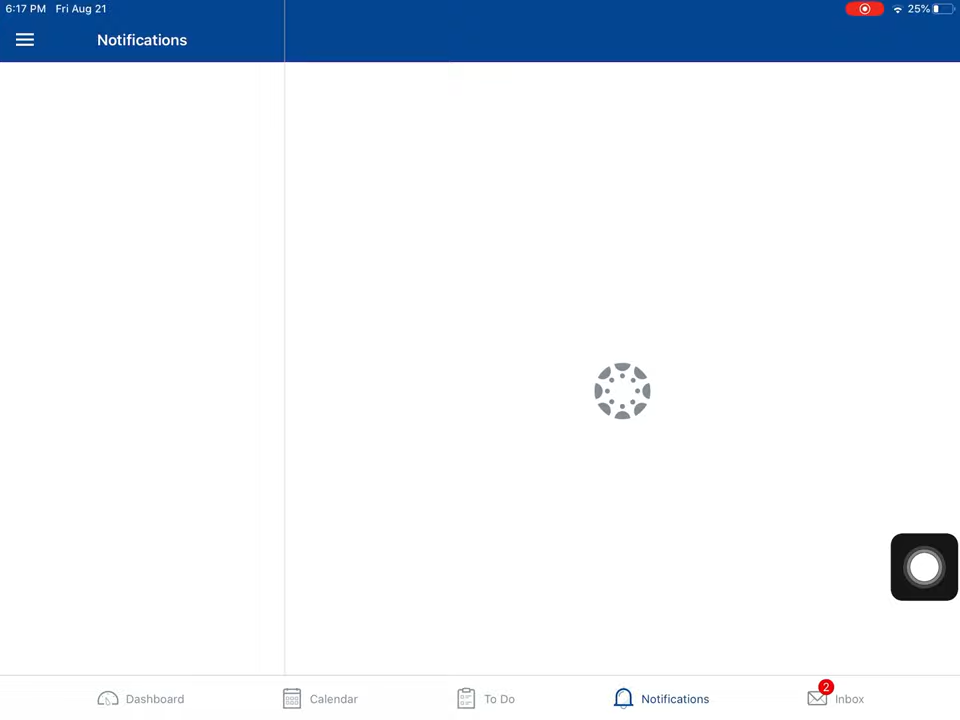 6:17 PM Fri Aug 21
25%
Notifications
Dashboard
Calendar
To Do
Notifications
2
Inbox